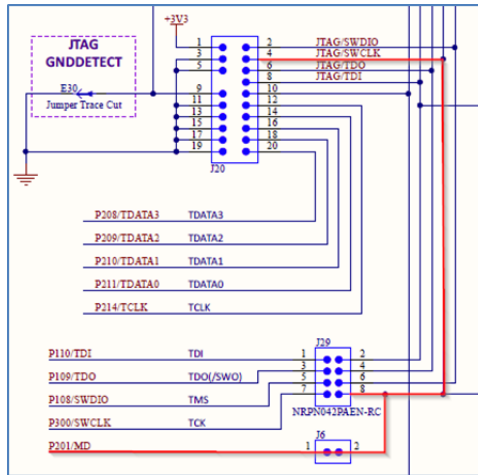 +3V3
JTAG
GNDDETECT
E30
Jumper Trace Cut
1 2 JTAG/SWDIO
3 4 JTAG/SWCLK
5 6 JTAG/TDO
8 JTAG/TDI
9 10
11 12
13 14
15 16
17 18
19 20
J20
P208/TDATA3 TDATA3
P209/TDATA2 TDATA2
P210/TDATA1 TDATA1
P211/TDATA0 TDATA0
P214/TCLK TCLK
J29
P110/TDI TDI 1 2
P109/TDO TDO(/SWO) 3 4
P108/SWDIO TMS 5 6
P300/SWCLK TCK 7 8
NRPN042PAEN-RC
J6
P201/MD 1 2